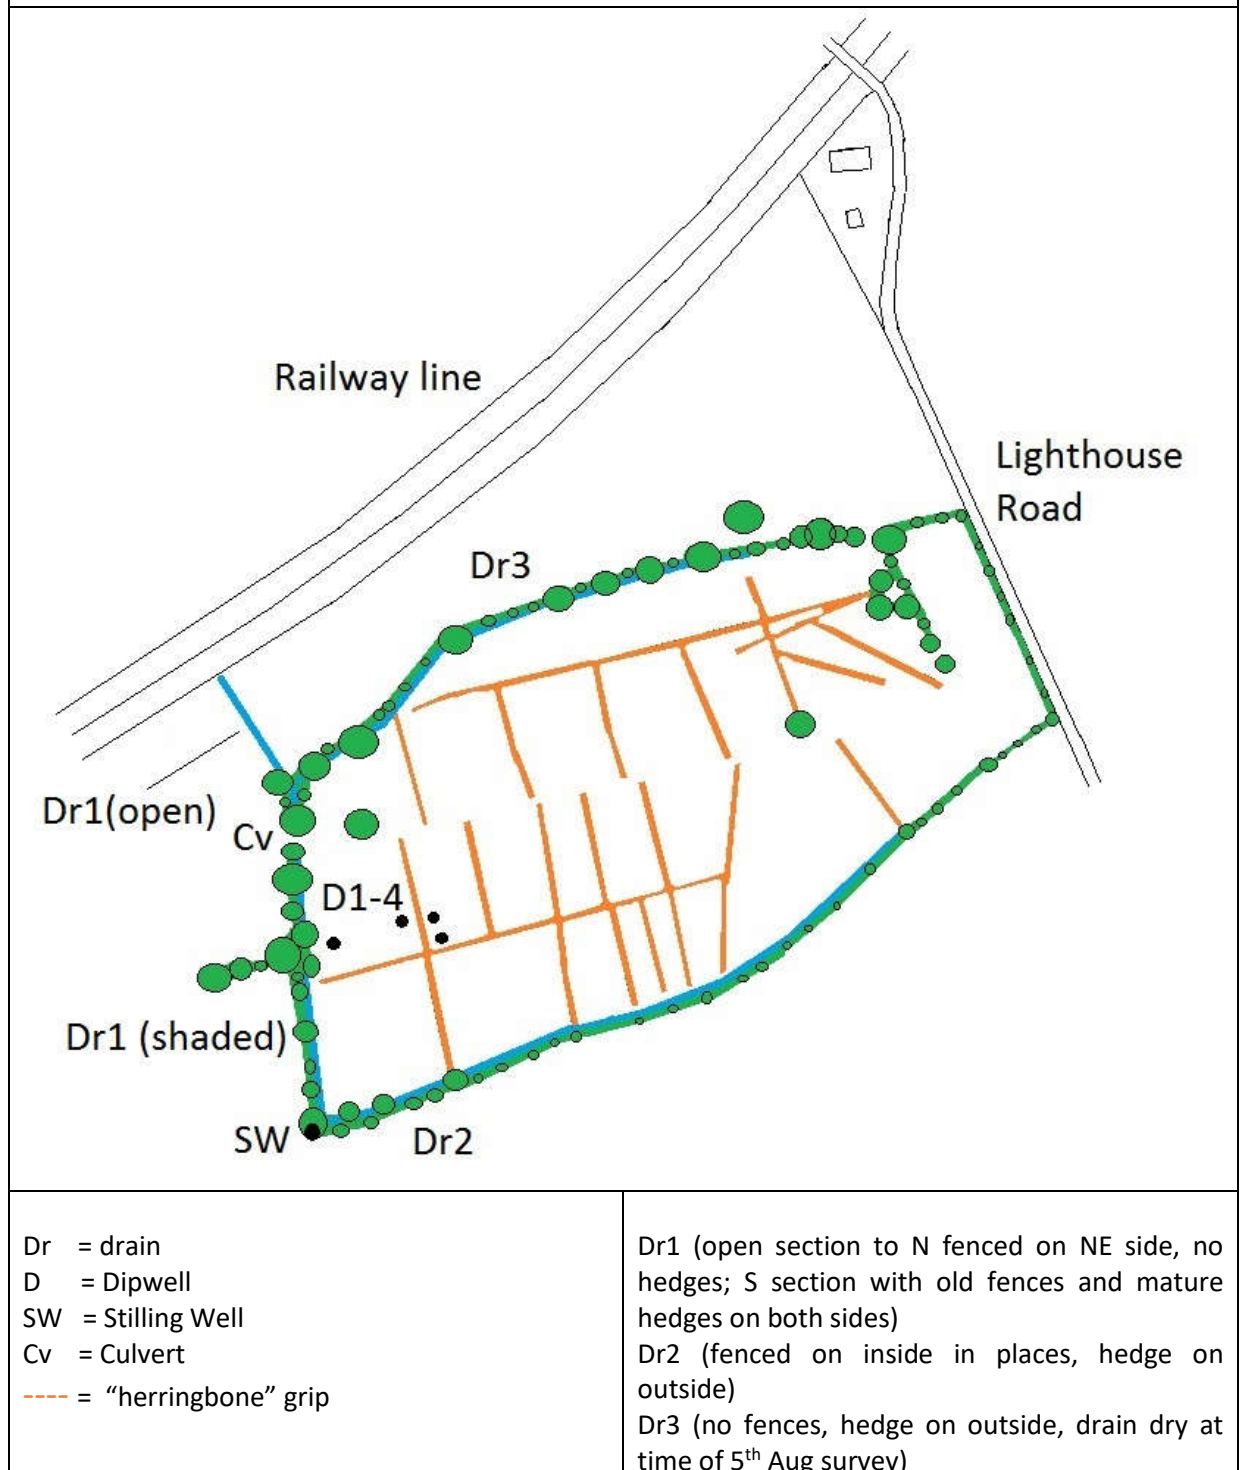 Railway line
Lighthouse
Road
Dr3
Dr1(open)
Cv
D1-4
Dr1 (shaded)
SW
Dr2
Dr = drain
D = Dipwell
SW = Stilling Well
Cv = Culvert
---- = “herringbone” grip
Dr1 (open section to N fenced on NE side, no
hedges; S section with old fences and mature
hedges on both sides)
Dr2 (fenced on inside in places, hedge on
outside)
Dr3 (no fences, hedge on outside, drain dry at
time of 5th Aug survey)